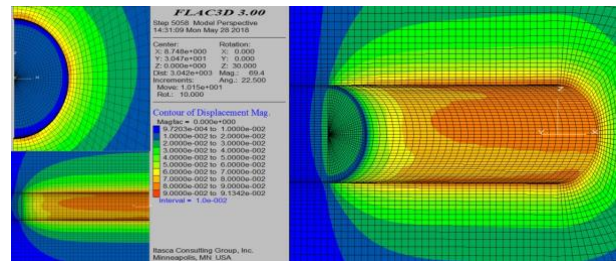 FLAC3D 3.00
Step 5058 Model Perspective
14:31:09 Mon May 28 2018
Center:
X: 8.748e+000
Y: 3.047e+001
Z: 0.000e+000
Dist: 3.042e+003
Rotation:
X: 0.000
Y: 0.000
Z: 30.000
Mag.: 69.4
Ang.: 22.500
Increments:
Move: 1.015e+001
Rot.: 10.000
Contour of Displacement Mag.
Magfac = 0.000e+000
9.7203e-004 to 1.0000e-002
1.0000e-002 to 2.0000e-002
2.0000e-002 to 3.0000e-002
3.0000e-002 to 4.0000e-002
4.0000e-002 to 5.0000e-002
5.0000e-002 to 6.0000e-002
6.0000e-002 to 7.0000e-002
7.0000e-002 to 8.0000e-002
8.0000e-002 to 9.0000e-002
9.0000e-002 to 9.1342e-002
Interval = 1.0e-002
Itasca Consulting Group, Inc.
Minneapolis, MN USA